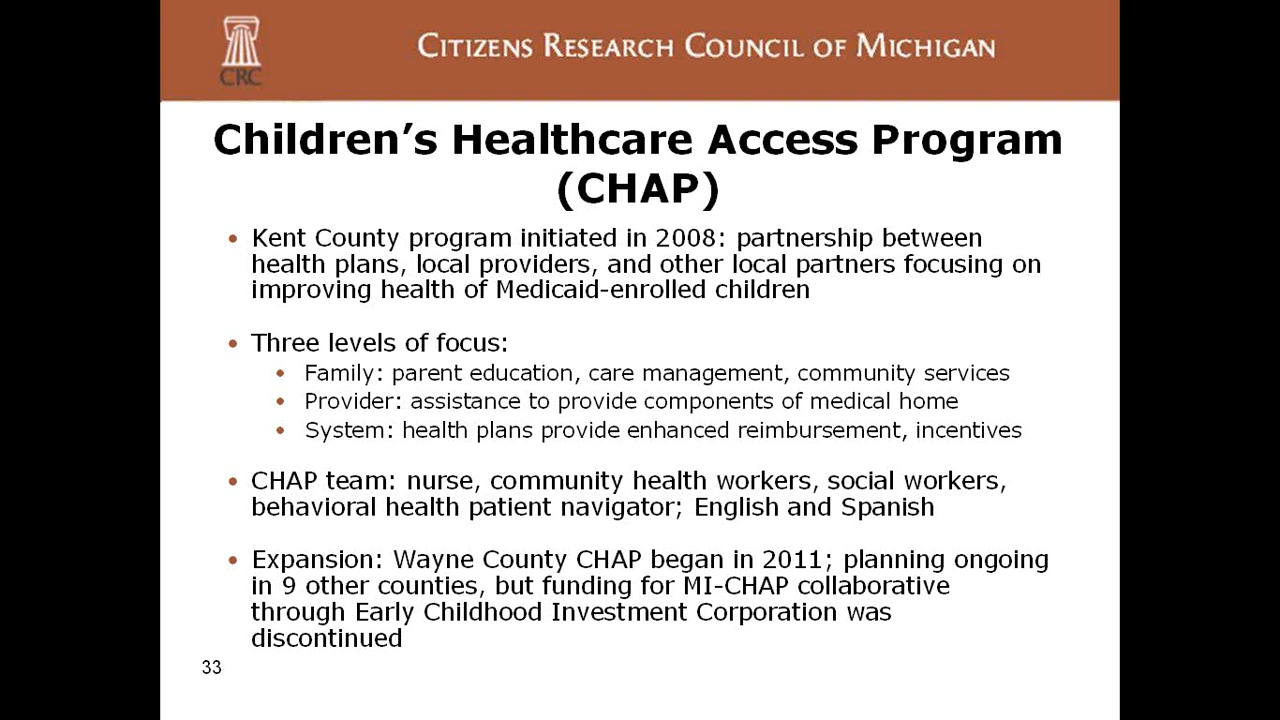 CRC
CITIZENS RESEARCH COUNCIL OF MICHIGAN
Children’s Healthcare Access Program
(CHAP)
• Kent County program initiated in 2008: partnership between
health plans, local providers, and other local partners focusing on
improving health of Medicaid-enrolled children
• Three levels of focus:
• Family: parent education, care management, community services
• Provider: assistance to provide components of medical home
• System: health plans provide enhanced reimbursement, incentives
• CHAP team: nurse, community health workers, social workers,
behavioral health patient navigator; English and Spanish
• Expansion: Wayne County CHAP began in 2011; planning ongoing
in 9 other counties, but funding for MI-CHAP collaborative
through Early Childhood Investment Corporation was
discontinued
33